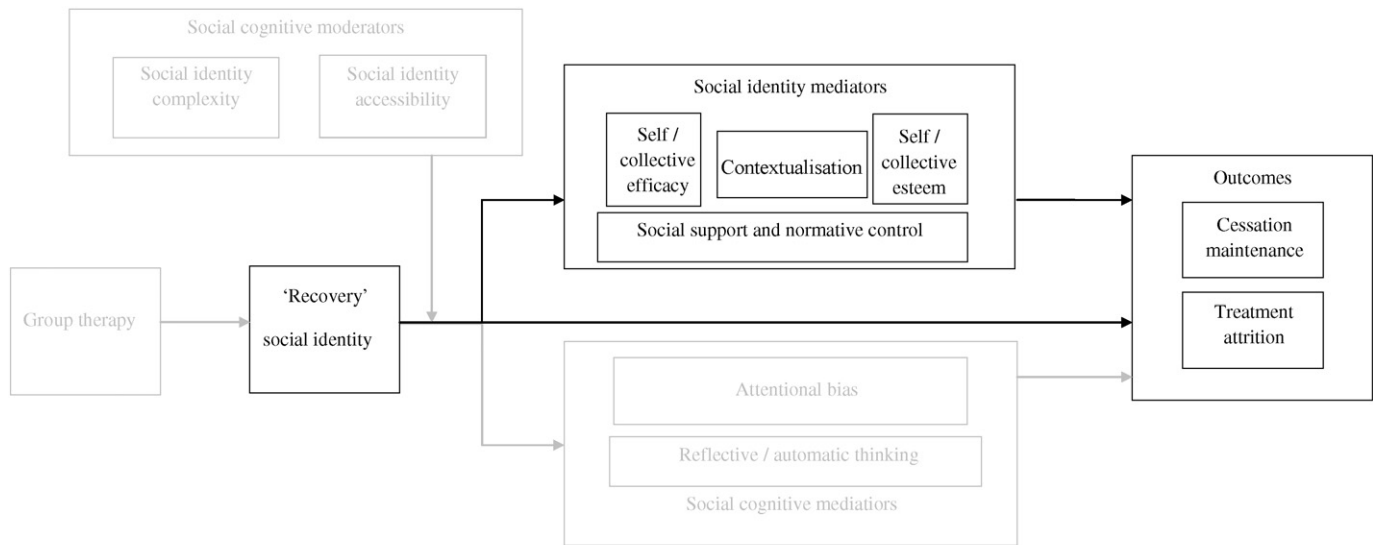 Social cognitive moderators
Social identity
complexity
Social identity
accessibility
Social identity mediators
Self /
collective
efficacy
Contextualisation
Self /
collective
esteem
Social support and normative control
Outcomes
Cessation
maintenance
Treatment
attrition
Group therapy
‘Recovery’
social identity
Attentional bias
Reflective / automatic thinking
Social cognitive mediatiors